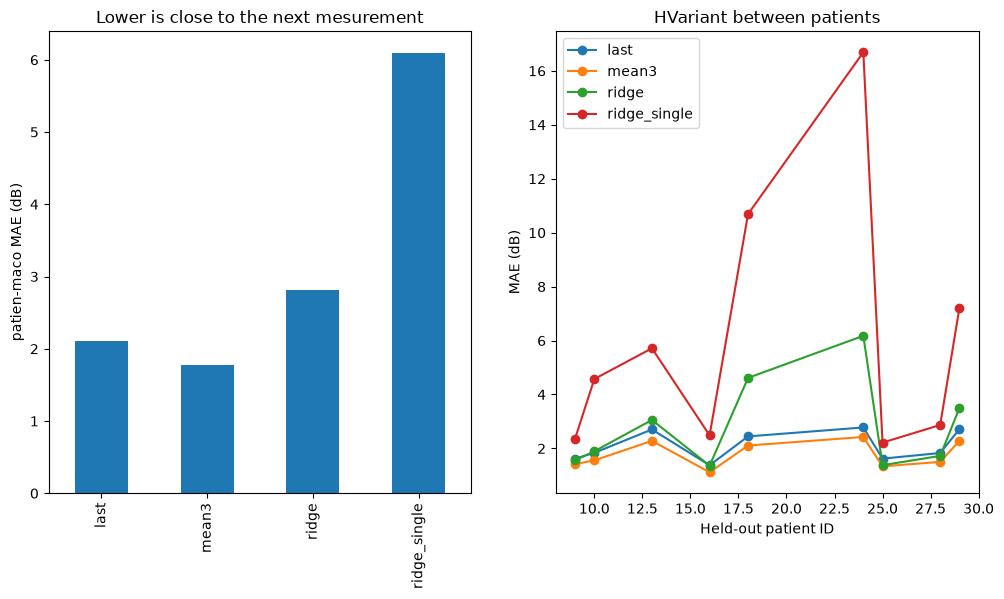 Lower is close to the next mesurement
patien-maco MAE (dB)
6
5
4
3
2
1
0
last
mean3
ridge
ridge_single
HVariant between patients
last
mean3
ridge
ridge_single
MAE (dB)
16
14
12
10
8
6
4
2
10.0 12.5 15.0 17.5 20.0 22.5 25.0 27.5 30.0
Held-out patient ID